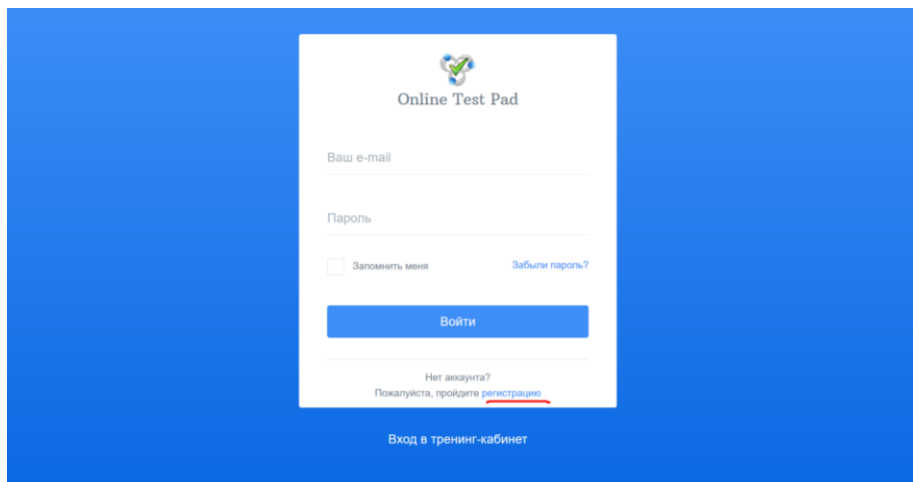 Online Test Pad
Ваш e-mail
Пароль
Запомнить меня
Забыли пароль?
Войти
Нет аккаунта?
Пожалуйста, пройдите регистрацию
Вход в тренинг-кабинет